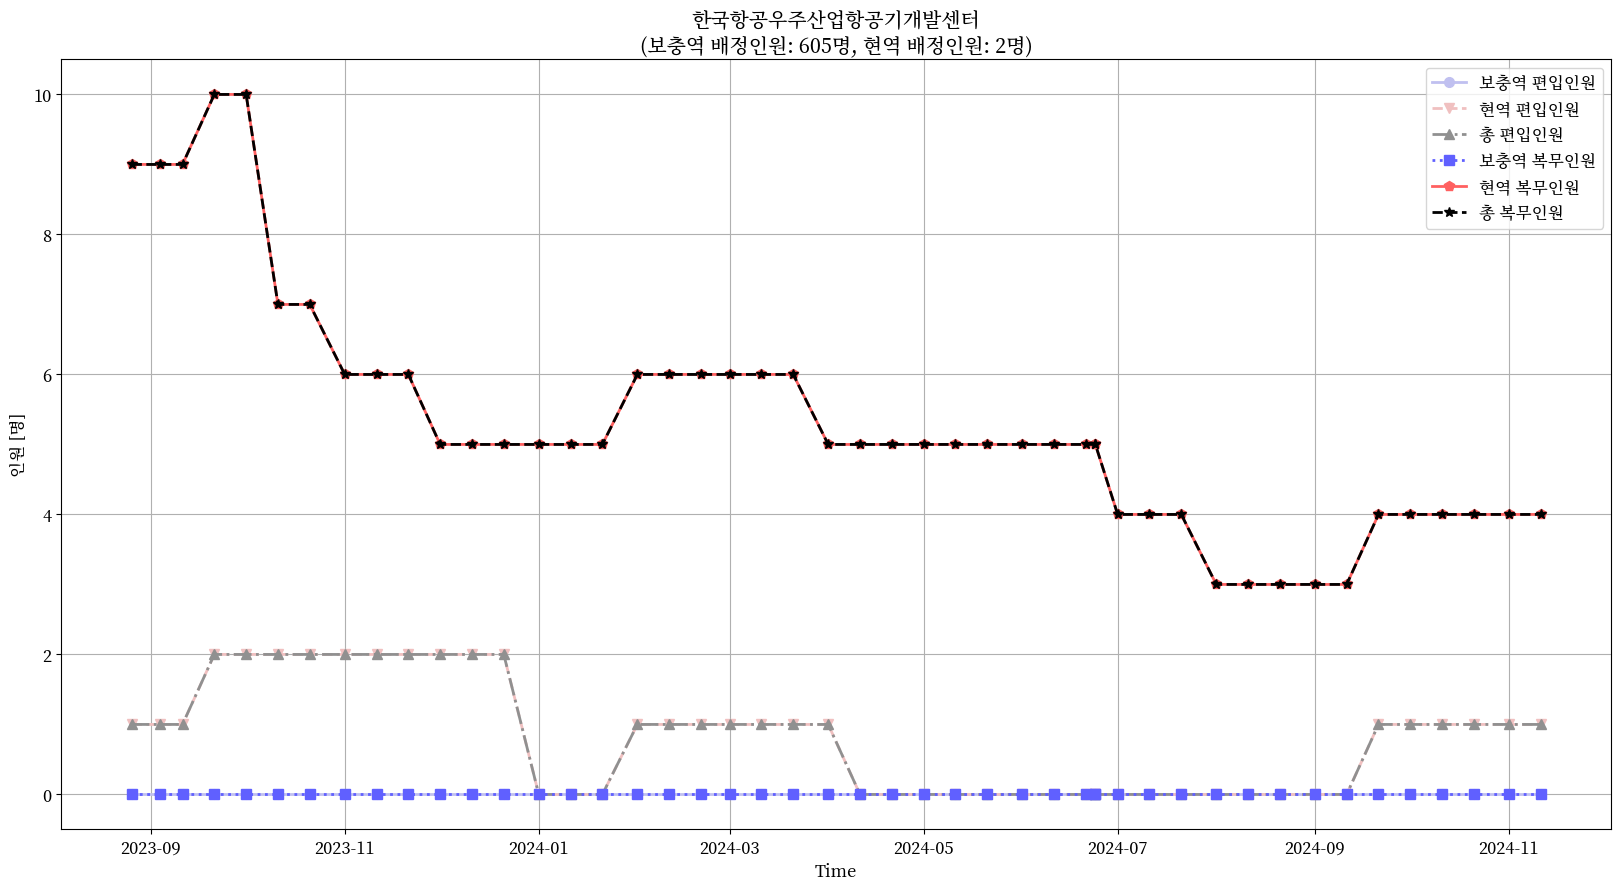 한국항공우주산업항공기개발센터
(보충역 배정인원: 605명, 현역 배정인원: 2명)
보충역 편입인원
현역 편입인원
총 편입인원
보충역 복무인원
현역 복무인원
총 복무인원
인원 [명]
10
8
6
4
2
0
2023-09
2023-11
2024-01
2024-03
2024-05
2024-07
2024-09
2024-11
Time